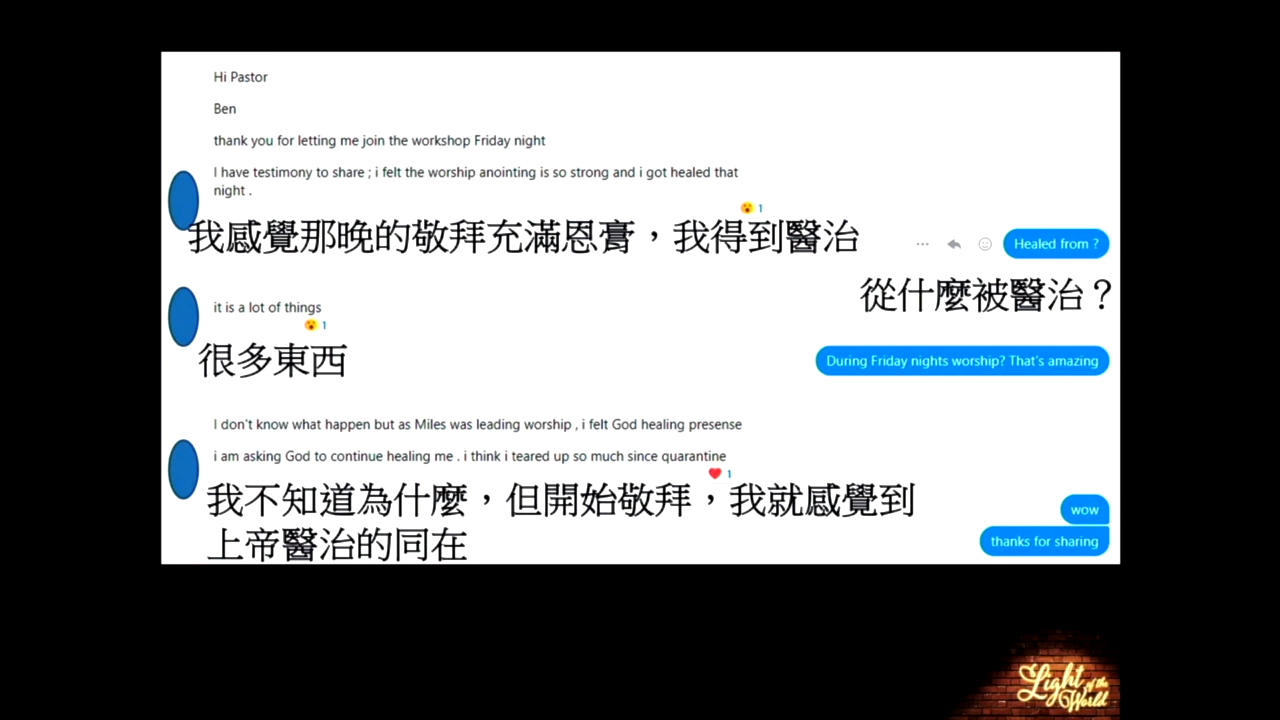 Hi Pastor
Ben
thank you for letting me join the workshop Friday night
I have testimony to share ; i felt the worship anointing is so strong and i got healed that
night .
1
我感覺那晚的敬拜充滿恩膏，我得到醫治
Healed from ?
從什麼被醫治？
it is a lot of things
1
很多東西
During Friday nights worship? That's amazing
I don't know what happen but as Miles was leading worship , i felt God healing presense
i am asking God to continue healing me . i think i teared up so much since quarantine
1
我不知道為什麼，但開始敬拜，我就感覺到
上帝醫治的同在
wow
thanks for sharing
Light of the
World